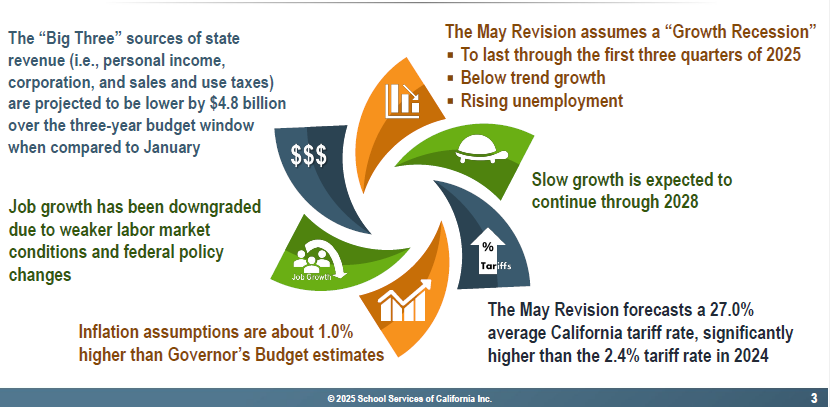 The “Big Three” sources of state
revenue (i.e., personal income,
corporation, and sales and use taxes)
are projected to be lower by $4.8 billion
over the three-year budget window
when compared to January
The May Revision assumes a “Growth Recession”
▪ To last through the first three quarters of 2025
▪ Below trend growth
▪ Rising unemployment
$$$
Slow growth is expected to
continue through 2028
Job growth has been downgraded
due to weaker labor market
conditions and federal policy
changes
Job Growth
%
Tariffs
The May Revision forecasts a 27.0%
average California tariff rate, significantly
higher than the 2.4% tariff rate in 2024
Inflation assumptions are about 1.0%
higher than Governor’s Budget estimates
© 2025 School Services of California Inc.
3